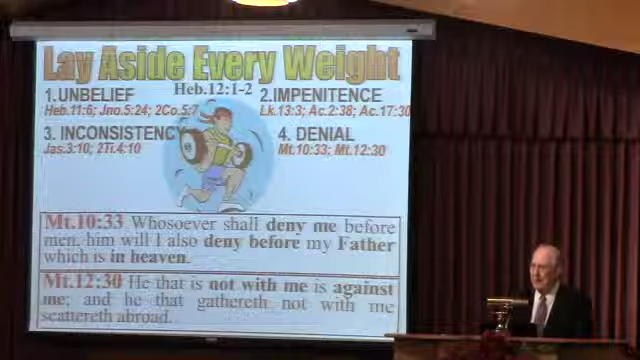 Lay Aside Every Weight
Heb.12:1-2
1.UNBELIEF
Heb.11:6; Jno.5:24; 2Co.5:7
2.IMPENITENCE
Lk.13:3; Ac.2:38; Ac.17:30
3. INCONSISTENCY
Jas.3:10; 2Ti.4:10
4. DENIAL
Mt.10:33; Mt.12:30
Mt.10:33 Whosoever shall deny me before
men, him will I also deny before my Father
which is in heaven.
Mt.12:30 He that is not with me is against
me; and he that gathereth not with me
scattereth abroad.